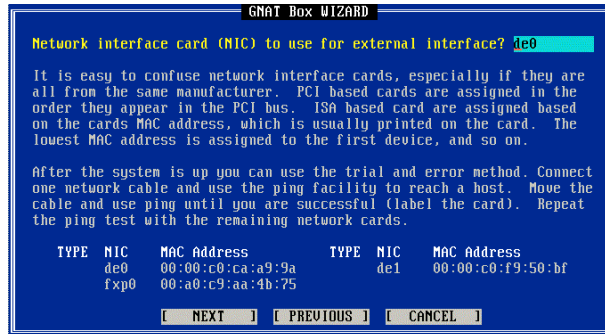 GNAT Box WIZARD
Network interface card (NIC) to use for external interface? de0
It is easy to confuse network interface cards, especially if they are
all from the same manufacturer. PCI based cards are assigned in the
order they appear in the PCI bus. ISA based card are assigned based
on the cards MAC address, which is usually printed on the card. The
lowest MAC address is assigned to the first device, and so on.
After the system is up you can use the trial and error method. Connect
one network cable and use the ping facility to reach a host. Move the
cable and use ping until you are successful (label the card). Repeat
the ping test with the remaining network cards.
TYPE NIC MAC Address TYPE NIC MAC Address
de0 00:00:c0:ca:a9:9a de1 00:00:c0:f9:50:bf
fxp0 00:a0:c9:aa:4b:75
[ NEXT ] [ PREVIOUS ] [ CANCEL ]